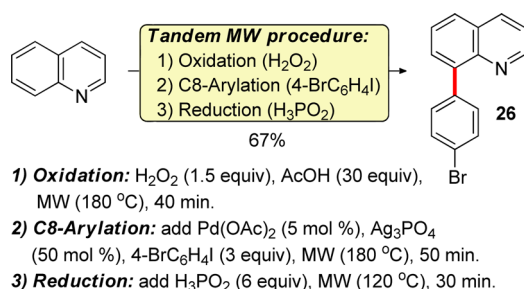 Tandem MW procedure:
1) Oxidation (H₂O₂)
2) C8-Arylation (4-BrC₆H₄I)
3) Reduction (H₃PO₂)
67%
N
N
26
Br
1) Oxidation: H₂O₂ (1.5 equiv), AcOH (30 equiv),
MW (180 °C), 40 min.
2) C8-Arylation: add Pd(OAc)₂ (5 mol %), Ag₃PO₄
(50 mol %), 4-BrC₆H₄I (3 equiv), MW (180 °C), 50 min.
3) Reduction: add H₃PO₂ (6 equiv), MW (120 °C), 30 min.